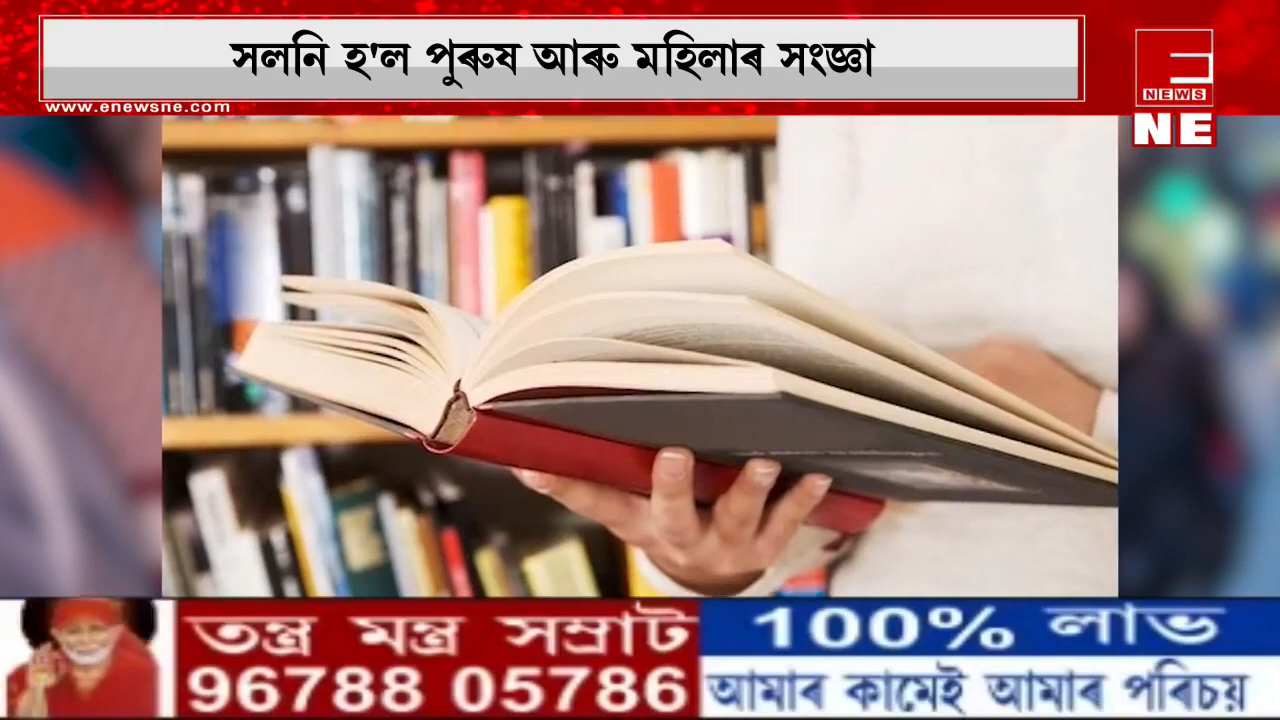 সলনি হ'ল পুৰুষ আৰু মহিলাৰ সংজ্ঞা
www.enewsne.com
NEWS
NE
তন্ত্ৰ মন্ত্ৰ সম্ৰাট
96788 05786
100% লাভ
আমাৰ কামেই আমাৰ পৰিচয়